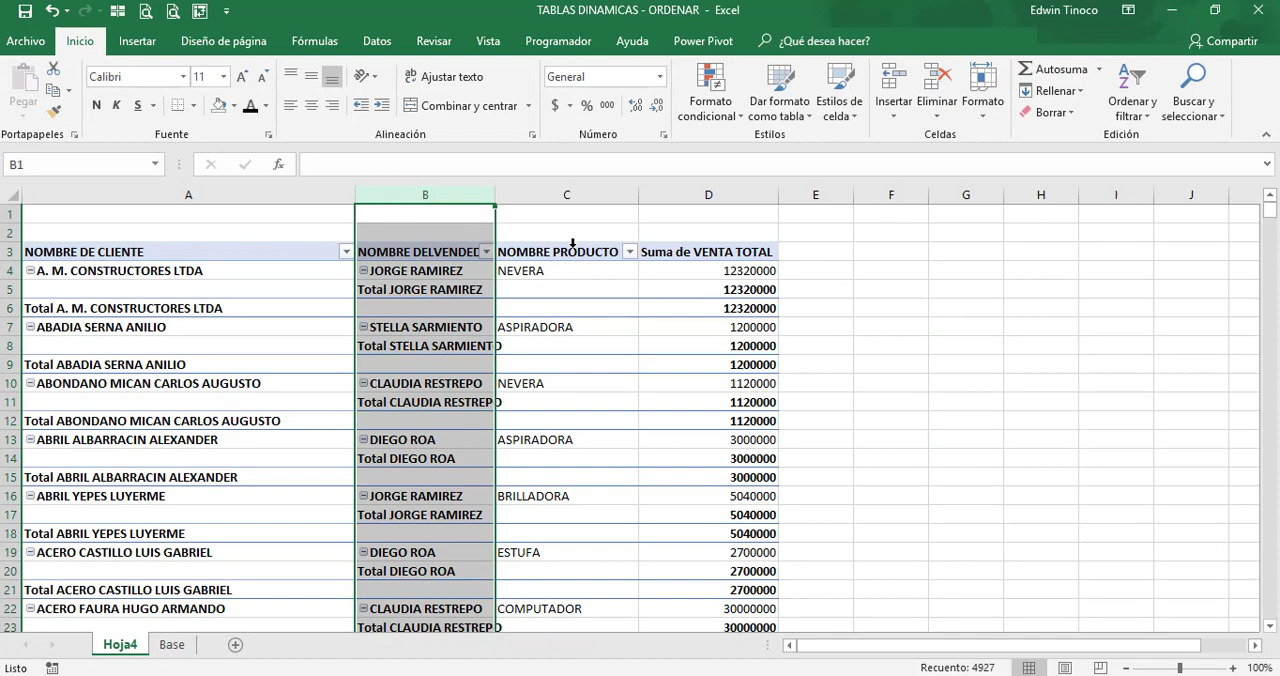 TABLAS DINAMICAS - ORDENAR - Excel
Edwin Tinoco
Archivo Inicio Insertar Diseño de página Fórmulas Datos Revisar Vista Programador Ayuda Power Pivot ¿Qué desea hacer? Compartir
Pegar
Calibri 11
N K S
Ajustar texto
Combinar y centrar
General
$ % 000
Formato condicional
Dar formato como tabla
Estilos de celda
Insertar Eliminar Formato
Autosuma
Rellenar
Borrar
Ordenar y filtrar
Buscar y seleccionar
Portapapeles Fuente Alineación Número Estilos Celdas Edición
B1 fx
A B C D E F G H I J
1
2
3 NOMBRE DE CLIENTE NOMBRE DELVENDED NOMBRE PRODUCTO Suma de VENTA TOTAL
4 A. M. CONSTRUCTORES LTDA JORGE RAMIREZ NEVERA 12320000
5 Total JORGE RAMIREZ 12320000
6 Total A. M. CONSTRUCTORES LTDA 12320000
7 ABADIA SERNA ANILIO STELLA SARMIENTO ASPIRADORA 1200000
8 Total STELLA SARMIENTO 1200000
9 Total ABADIA SERNA ANILIO 1200000
10 ABONDANO MICAN CARLOS AUGUSTO CLAUDIA RESTREPO NEVERA 1120000
11 Total CLAUDIA RESTREPO 1120000
12 Total ABONDANO MICAN CARLOS AUGUSTO 1120000
13 ABRIL ALBARRACIN ALEXANDER DIEGO ROA ASPIRADORA 3000000
14 Total DIEGO ROA 3000000
15 Total ABRIL ALBARRACIN ALEXANDER 3000000
16 ABRIL YEPES LUYERME JORGE RAMIREZ BRILLADORA 5040000
17 Total JORGE RAMIREZ 5040000
18 Total ABRIL YEPES LUYERME 5040000
19 ACERO CASTILLO LUIS GABRIEL DIEGO ROA ESTUFA 2700000
20 Total DIEGO ROA 2700000
21 Total ACERO CASTILLO LUIS GABRIEL 2700000
22 ACERO FAURA HUGO ARMANDO CLAUDIA RESTREPO COMPUTADOR 30000000
23 Total CLAUDIA RESTREPO 30000000
Hoja4 Base
Listo Recuento: 4927 100%